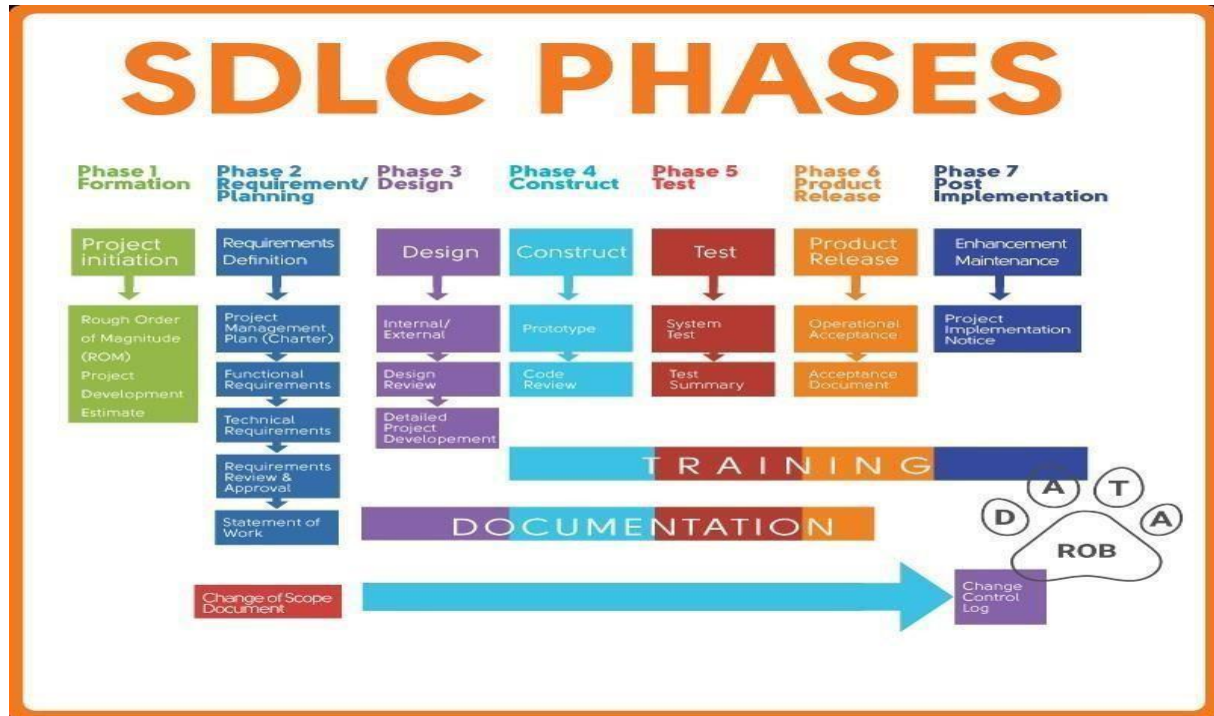 SDLC PHASES
Phase 1
Formation
Phase 2
Requirement/
Planning
Phase 3
Design
Phase 4
Construct
Phase 5
Test
Phase 6
Product
Release
Phase 7
Post
Implementation
Project
initiation
Requirements
Definition
Design
Construct
Test
Product
Release
Enhancement
Maintenance
Rough Order
of Magnitude
(ROM)
Project
Development
Estimate
Project
Management
Plan (Charter)
Functional
Requirements
Technical
Requirements
Requirements
Review &
Approval
Statement of
Work
Internal/
External
Design
Review
Detailed
Project
Developement
Prototype
Code
Review
System
Test
Test
Summary
Operational
Acceptance
Acceptance
Document
Project
Implementation
Notice
TRAINING
DOCUMENTATION
DATA
ROB
Change of Scope
Document
Change
Control
Log